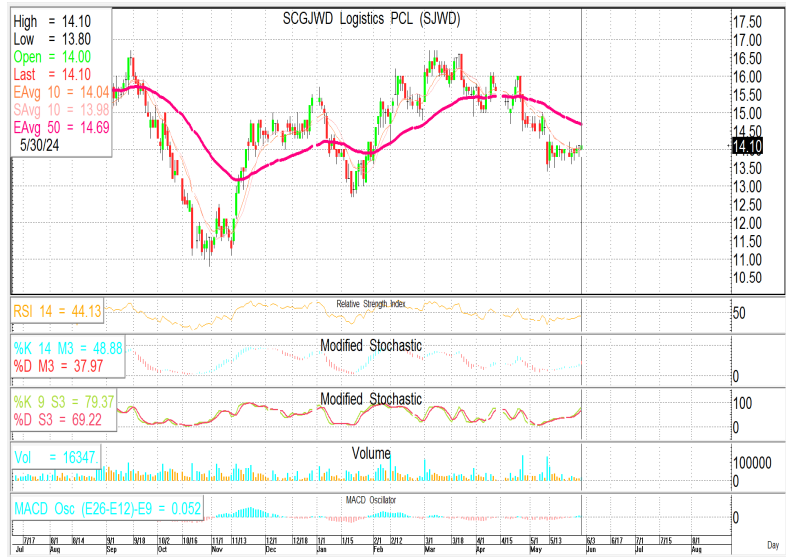 SCGJWD Logistics PCL (SJWD)
High = 14.10
Low = 13.80
Open = 14.00
Last = 14.10
EAvg 10 = 14.04
SAvg 10 = 13.98
EAvg 50 = 14.69
5/30/24
17.50
17.00
16.50
16.00
15.50
15.00
14.50
14.10
13.50
13.00
12.50
12.00
11.50
11.00
10.50
Relative Strength Index
RSI 14 = 44.13
50
Modified Stochastic
%K 14 M3 = 48.88
%D M3 = 37.97
0
Modified Stochastic
%K 9 S3 = 79.37
%D S3 = 69.22
100
0
Volume
Vol = 16347.
100000
0
MACD Oscillator
MACD Osc (E26-E12)-E9 = 0.052
0
7/17 8/1 8/14 9/1 9/18 10/2 10/16 11/1 11/13 12/1 12/18 1/1 1/15 2/1 2/12 3/1 3/18 4/1 4/15 5/1 5/13 6/3 6/17 7/1 7/15 8/1
Jul Aug Sep Oct Nov Dec Jan Feb Mar Apr May Jun Jul Aug
Day